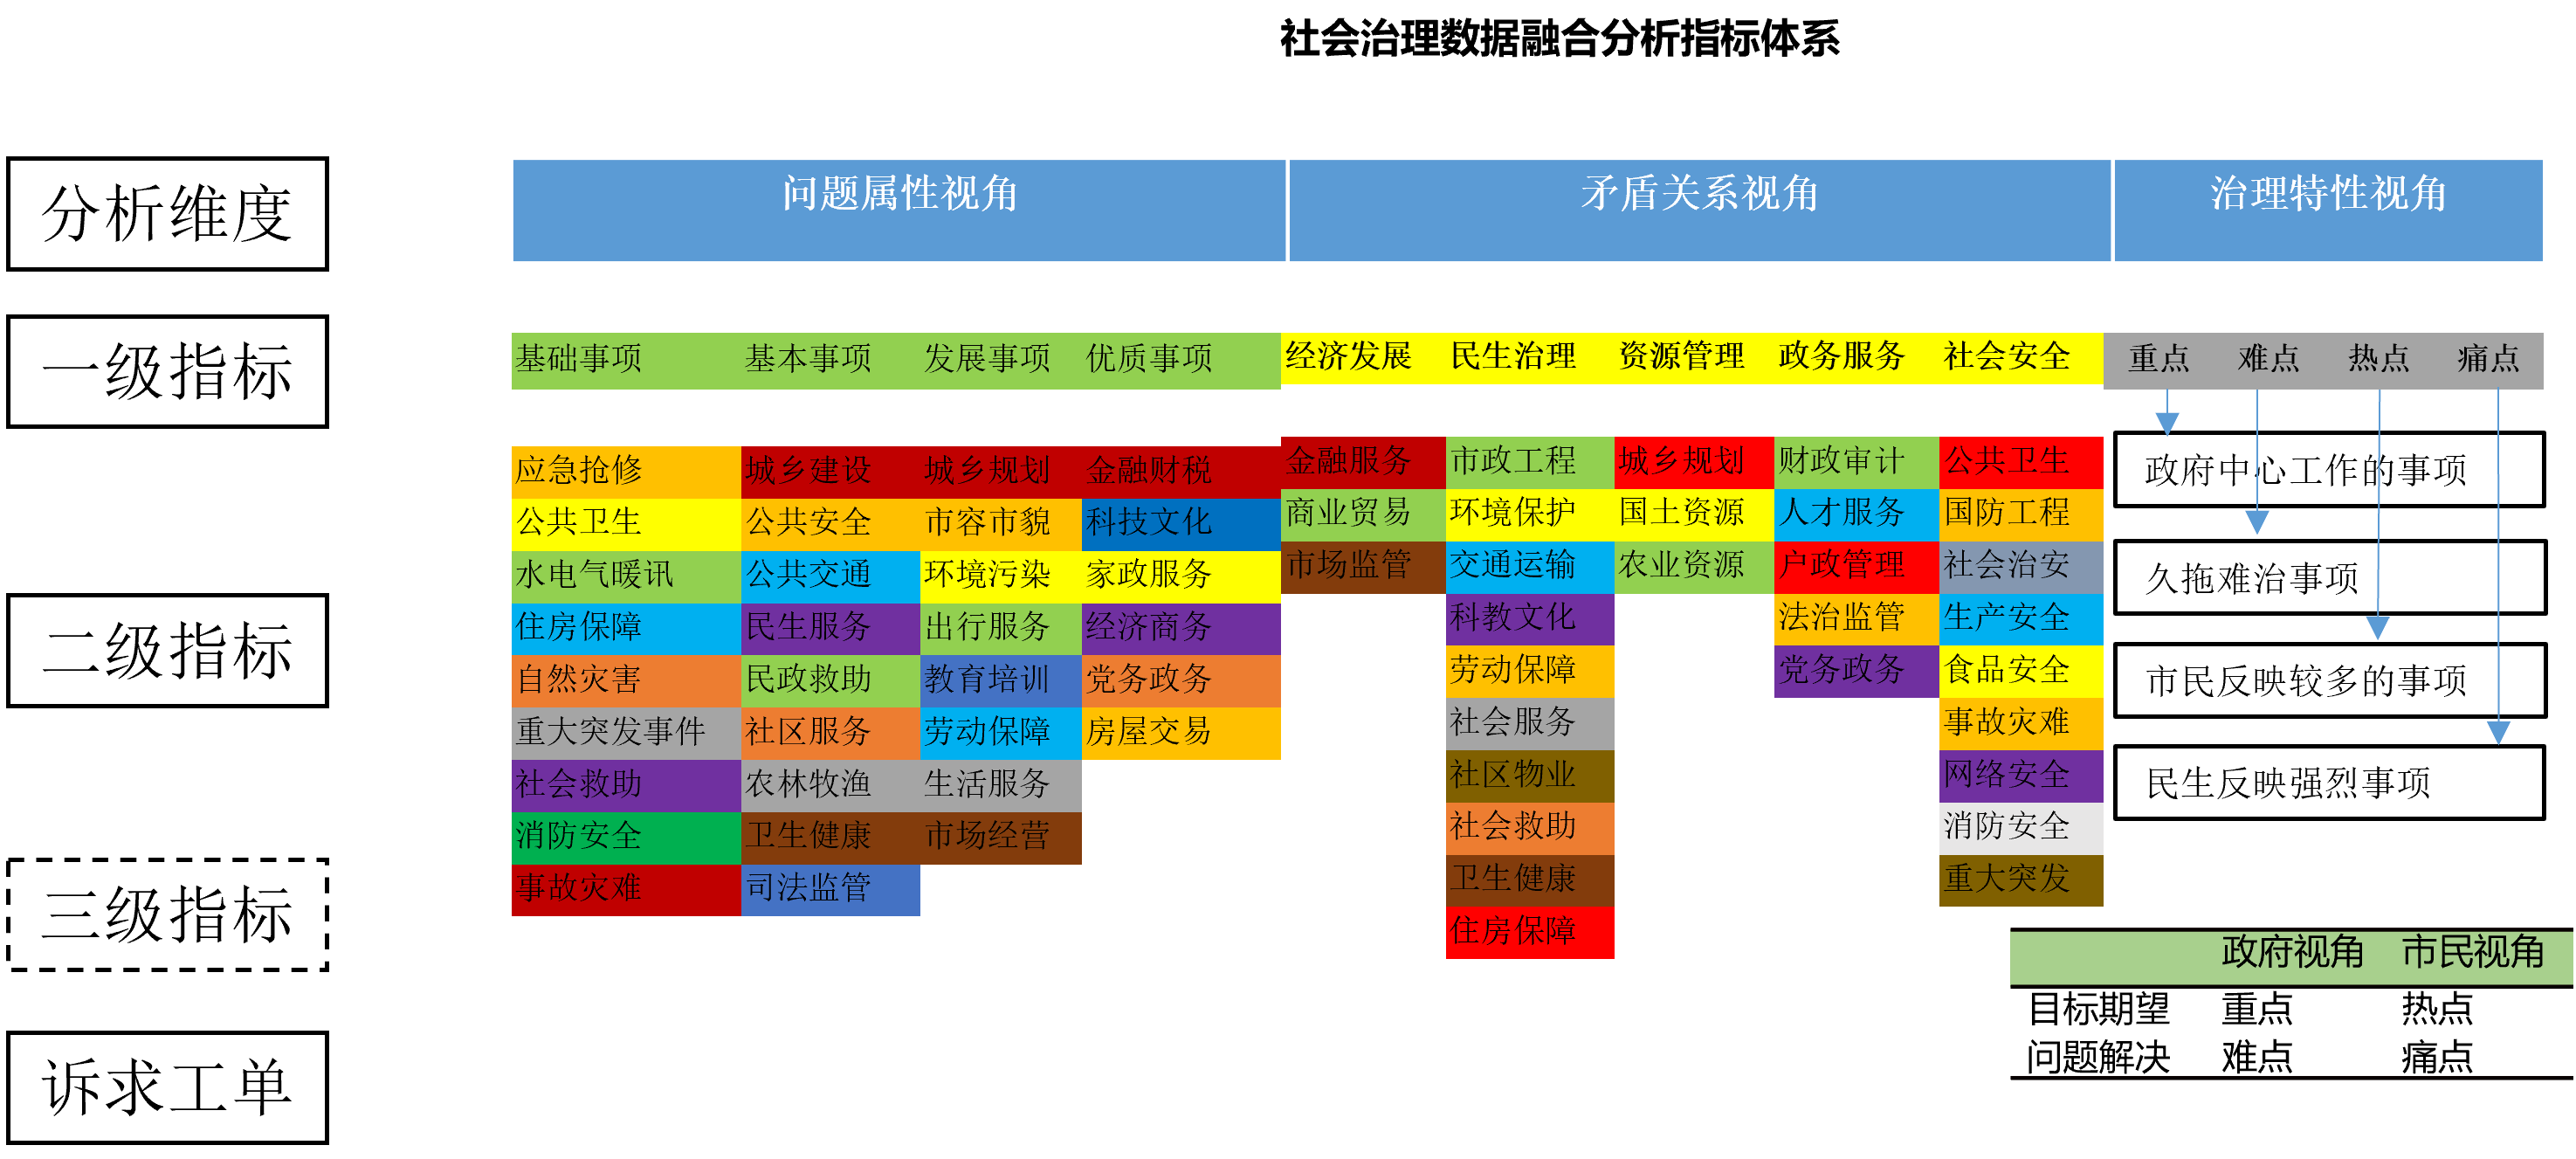 社会治理数据融合分析指标体系
分析维度
问题属性视角 矛盾关系视角 治理特性视角
一级指标
基础事项 基本事项 发展事项 优质事项 经济发展 民生治理 资源管理 政务服务 社会安全 重点 难点 热点 痛点
二级指标
应急抢修 城乡建设 城乡规划 金融财税
公共卫生 公共安全 市容市貌 科技文化
水电气暖讯 公共交通 环境污染 家政服务
住房保障 民生服务 出行服务 经济商务
自然灾害 民政救助 教育培训 党务政务
重大突发事件 社区服务 劳动保障 房屋交易
社会救助 农林牧渔 生活服务
消防安全 卫生健康 市场经营
事故灾难 司法监管
金融服务 市政工程 城乡规划 财政审计 公共卫生
商业贸易 环境保护 国土资源 人才服务 国防工程
市场监管 交通运输 农业资源 户政管理 社会治安
科教文化 法治监管 生产安全
劳动保障 党务政务 食品安全
社会服务 事故灾难
社区物业 网络安全
社会救助 消防安全
卫生健康 重大突发
住房保障
政府中心工作的事项
久拖难治事项
市民反映较多的事项
民生反映强烈事项
三级指标
政府视角 市民视角
目标期望 重点 热点
问题解决 难点 痛点
诉求工单